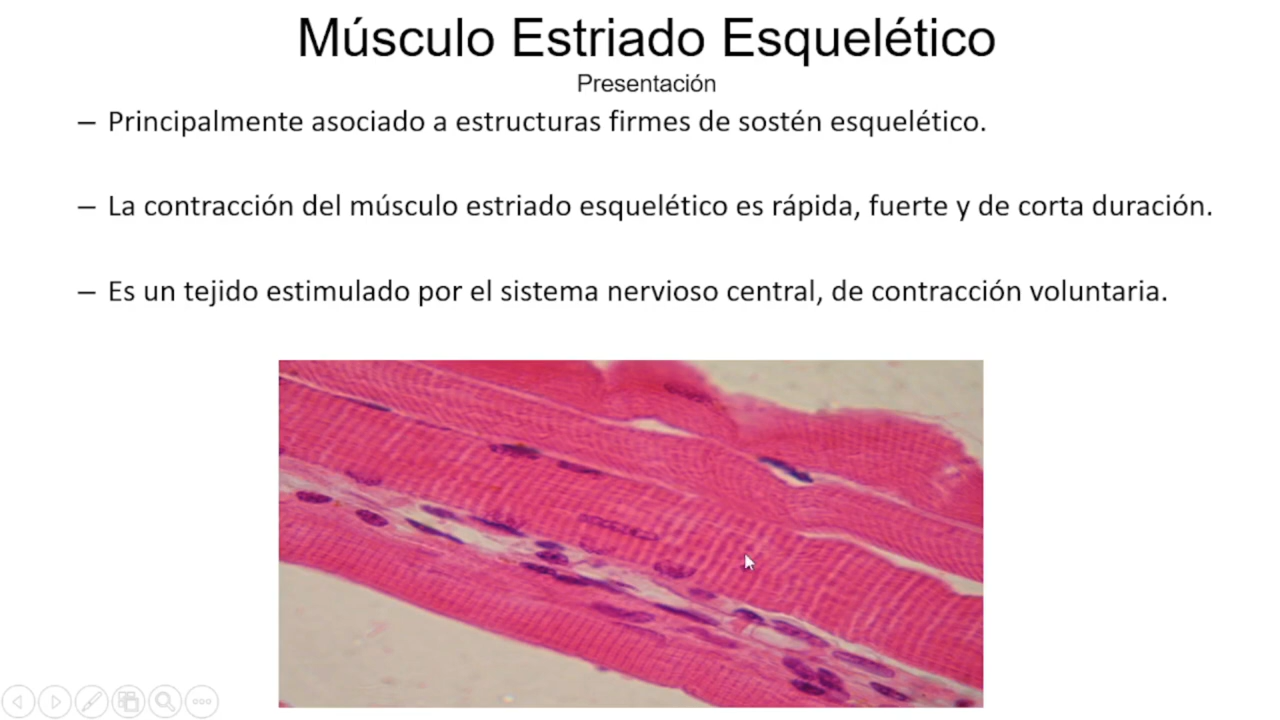 Músculo Estriado Esquelético
Presentación
– Principalmente asociado a estructuras firmes de sostén esquelético.
– La contracción del músculo estriado esquelético es rápida, fuerte y de corta duración.
– Es un tejido estimulado por el sistema nervioso central, de contracción voluntaria.